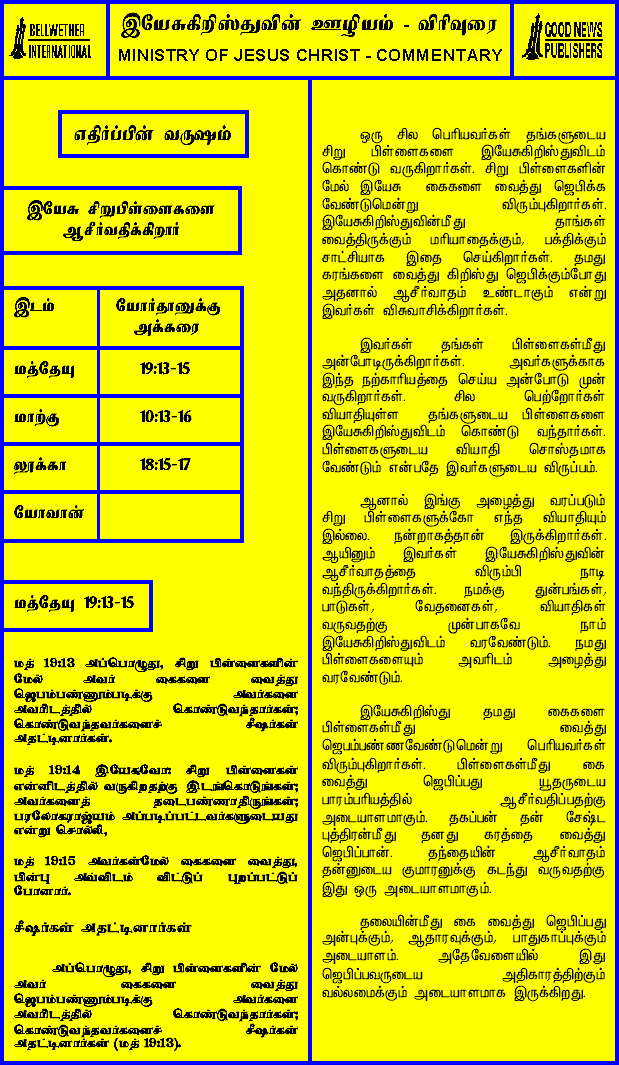 BELLWETHER
INTERNATIONAL
இயேசுகிறிஸ்துவின் ஊழியம் - விரிவுரை
MINISTRY OF JESUS CHRIST - COMMENTARY
GOOD NEWS
PUBLISHERS
எதிர்ப்பின் வருஷம்
இயேசு சிறுபிள்ளைகளை
ஆசீர்வதிக்கிறார்
இடம் யோர்தானுக்கு
அக்கரை
மத்தேயு 19:13-15
மாற்கு 10:13-16
லூக்கா 18:15-17
யோவான்
மத்தேயு 19:13-15
மத் 19:13 அப்பொழுது, சிறு பிள்ளைகளின்
மேல் அவர் கைகளை வைத்து
ஜெபம்பண்ணும்படிக்கு அவர்களை
அவரிடத்தில் கொண்டுவந்தார்கள்;
கொண்டுவந்தவர்களைச் சீஷர்கள்
அதட்டினார்கள்.
மத் 19:14 இயேசுவோ: சிறு பிள்ளைகள்
என்னிடத்தில் வருகிறதற்கு இடங்கொடுங்கள்;
அவர்களைத் தடைபண்ணாதிருங்கள்;
பரலோகராஜ்யம் அப்படிப்பட்டவர்களுடையது
என்று சொல்லி,
மத் 19:15 அவர்கள்மேல் கைகளை வைத்து,
பின்பு அவ்விடம் விட்டுப் புறப்பட்டுப்
போனார்.
சீஷர்கள் அதட்டினார்கள்
அப்பொழுது, சிறு பிள்ளைகளின் மேல்
அவர் கைகளை வைத்து
ஜெபம்பண்ணும்படிக்கு அவர்களை
அவரிடத்தில் கொண்டுவந்தார்கள்;
கொண்டுவந்தவர்களைச் சீஷர்கள்
அதட்டினார்கள் (மத் 19:13).
ஒரு சில பெரியவர்கள் தங்களுடைய
சிறு பிள்ளைகளை இயேசுகிறிஸ்துவிடம்
கொண்டு வருகிறார்கள். சிறு பிள்ளைகளின்
மேல் இயேசு கைகளை வைத்து ஜெபிக்க
வேண்டுமென்று விரும்புகிறார்கள்.
இயேசுகிறிஸ்துவின்மீது தாங்கள்
வைத்திருக்கும் மரியாதைக்கும், பக்திக்கும்
சாட்சியாக இதை செய்கிறார்கள். தமது
கரங்களை வைத்து கிறிஸ்து ஜெபிக்கும்போது
அதனால் ஆசீர்வாதம் உண்டாகும் என்று
இவர்கள் விசுவாசிக்கிறார்கள்.
இவர்கள் தங்கள் பிள்ளைகள்மீது
அன்போடிருக்கிறார்கள். அவர்களுக்காக
இந்த நற்காரியத்தை செய்ய அன்போடு முன்
வருகிறார்கள். சில பெற்றோர்கள்
வியாதியுள்ள தங்களுடைய பிள்ளைகளை
இயேசுகிறிஸ்துவிடம் கொண்டு வந்தார்கள்.
பிள்ளைகளுடைய வியாதி சொஸ்தமாக
வேண்டும் என்பதே இவர்களுடைய விருப்பம்.
ஆனால் இங்கு அழைத்து வரப்படும்
சிறு பிள்ளைகளுக்கோ எந்த வியாதியும்
இல்லை. நன்றாகத்தான் இருக்கிறார்கள்.
ஆயினும் இவர்கள் இயேசுகிறிஸ்துவின்
ஆசீர்வாதத்தை விரும்பி நாடி
வந்திருக்கிறார்கள். நமக்கு துன்பங்கள்,
பாடுகள், வேதனைகள், வியாதிகள்
வருவதற்கு முன்பாகவே நாம்
இயேசுகிறிஸ்துவிடம் வரவேண்டும். நமது
பிள்ளைகளையும் அவரிடம் அழைத்து
வரவேண்டும்.
இயேசுகிறிஸ்து தமது கைகளை
பிள்ளைகள்மீது வைத்து
ஜெபம்பண்ணவேண்டுமென்று பெரியவர்கள்
விரும்புகிறார்கள். பிள்ளைகள்மீது கை
வைத்து ஜெபிப்பது யூதருடைய
பாரம்பரியத்தில் ஆசீர்வதிப்பதற்கு
அடையாளமாகும். தகப்பன் தன் சேஷ்ட
புத்திரன்மீது தனது கரத்தை வைத்து
ஜெபிப்பான். தந்தையின் ஆசீர்வாதம்
தன்னுடைய குமாரனுக்கு கடந்து வருவதற்கு
இது ஒரு அடையாளமாகும்.
தலையின்மீது கை வைத்து ஜெபிப்பது
அன்புக்கும், ஆதாரவுக்கும், பாதுகாப்புக்கும்
அடையாளம். அதேவேளையில் இது
ஜெபிப்பவருடைய அதிகாரத்திற்கும்
வல்லமைக்கும் அடையாளமாக இருக்கிறது.